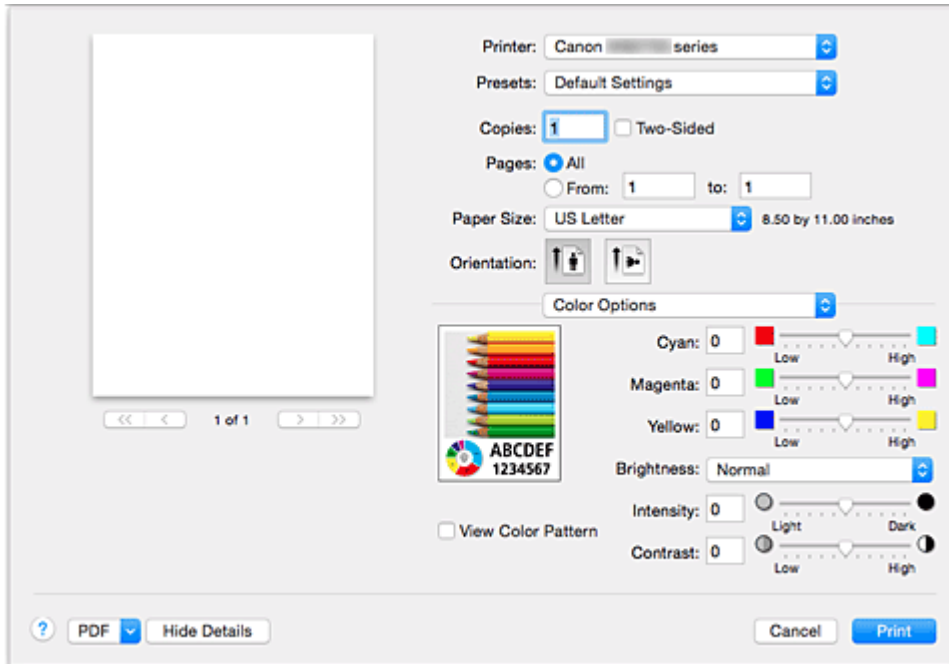 Printer: Canon series
Presets: Default Settings
Copies: 1 Two-Sided
Pages: All
From: 1 to: 1
Paper Size: US Letter 8.50 by 11.00 inches
Orientation:
Color Options
Cyan: 0
Low High
Magenta: 0
Low High
Yellow: 0
Low High
Brightness: Normal
Intensity: 0
Light Dark
Contrast: 0
Low High
ABCDEF
1234567
View Color Pattern
<< < 1 of 1 > >>
? PDF Hide Details Cancel Print